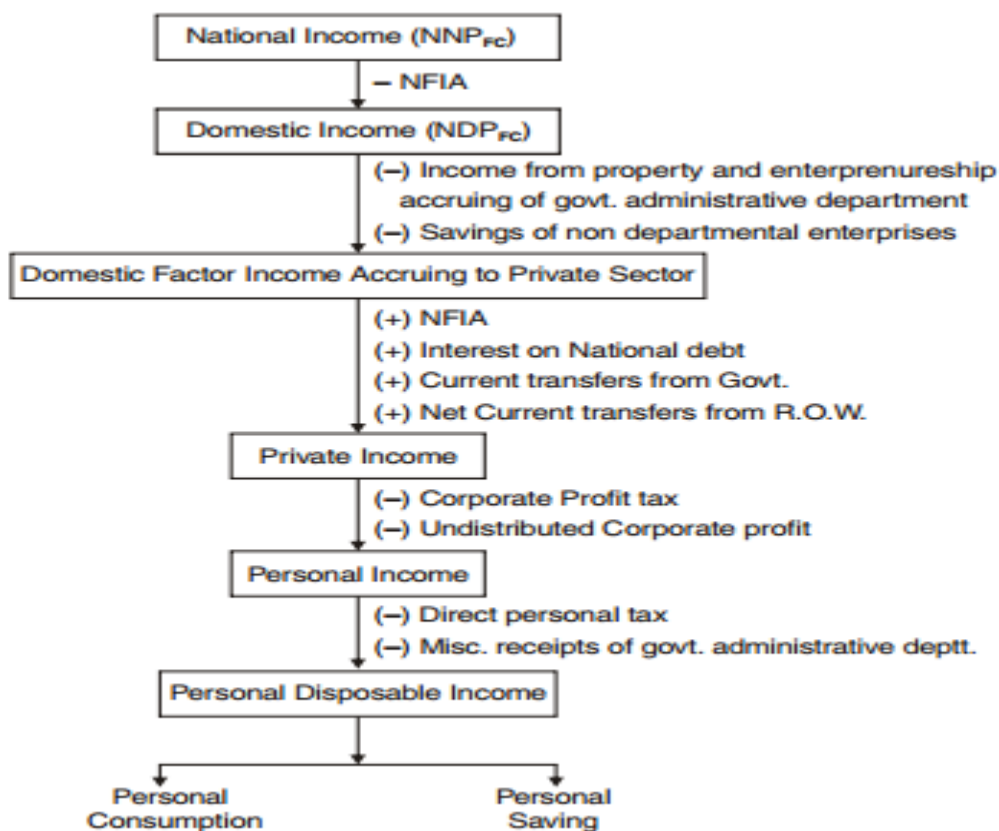 National Income (NNPFC)
– NFIA
Domestic Income (NDPFC)
(–) Income from property and enterprenureship
accruing of govt. administrative department
(–) Savings of non departmental enterprises
Domestic Factor Income Accruing to Private Sector
(+) NFIA
(+) Interest on National debt
(+) Current transfers from Govt.
(+) Net Current transfers from R.O.W.
Private Income
(–) Corporate Profit tax
(–) Undistributed Corporate profit
Personal Income
(–) Direct personal tax
(–) Misc. receipts of govt. administrative deptt.
Personal Disposable Income
Personal
Consumption
Personal
Saving